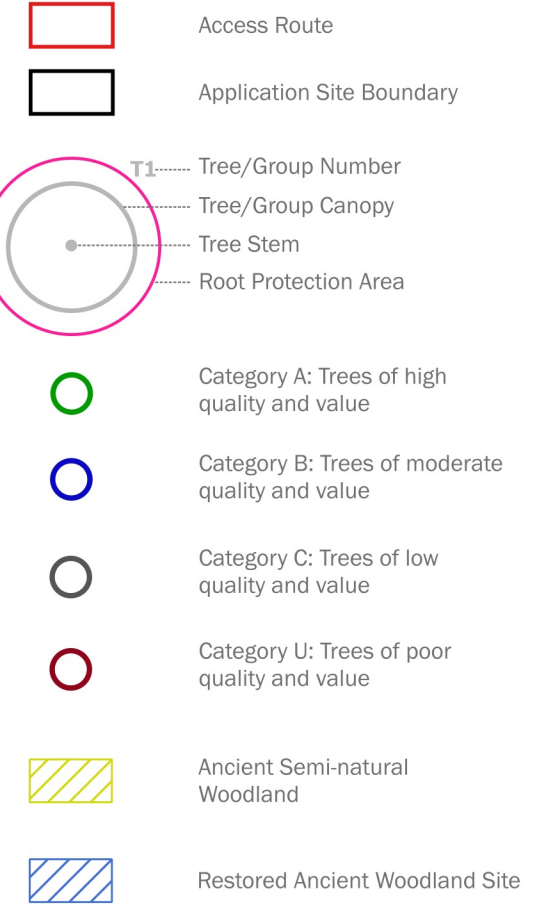 Access Route
Application Site Boundary
T1
Tree/Group Number
Tree/Group Canopy
Tree Stem
Root Protection Area
Category A: Trees of high
quality and value
Category B: Trees of moderate
quality and value
Category C: Trees of low
quality and value
Category U: Trees of poor
quality and value
Ancient Semi-natural
Woodland
Restored Ancient Woodland Site